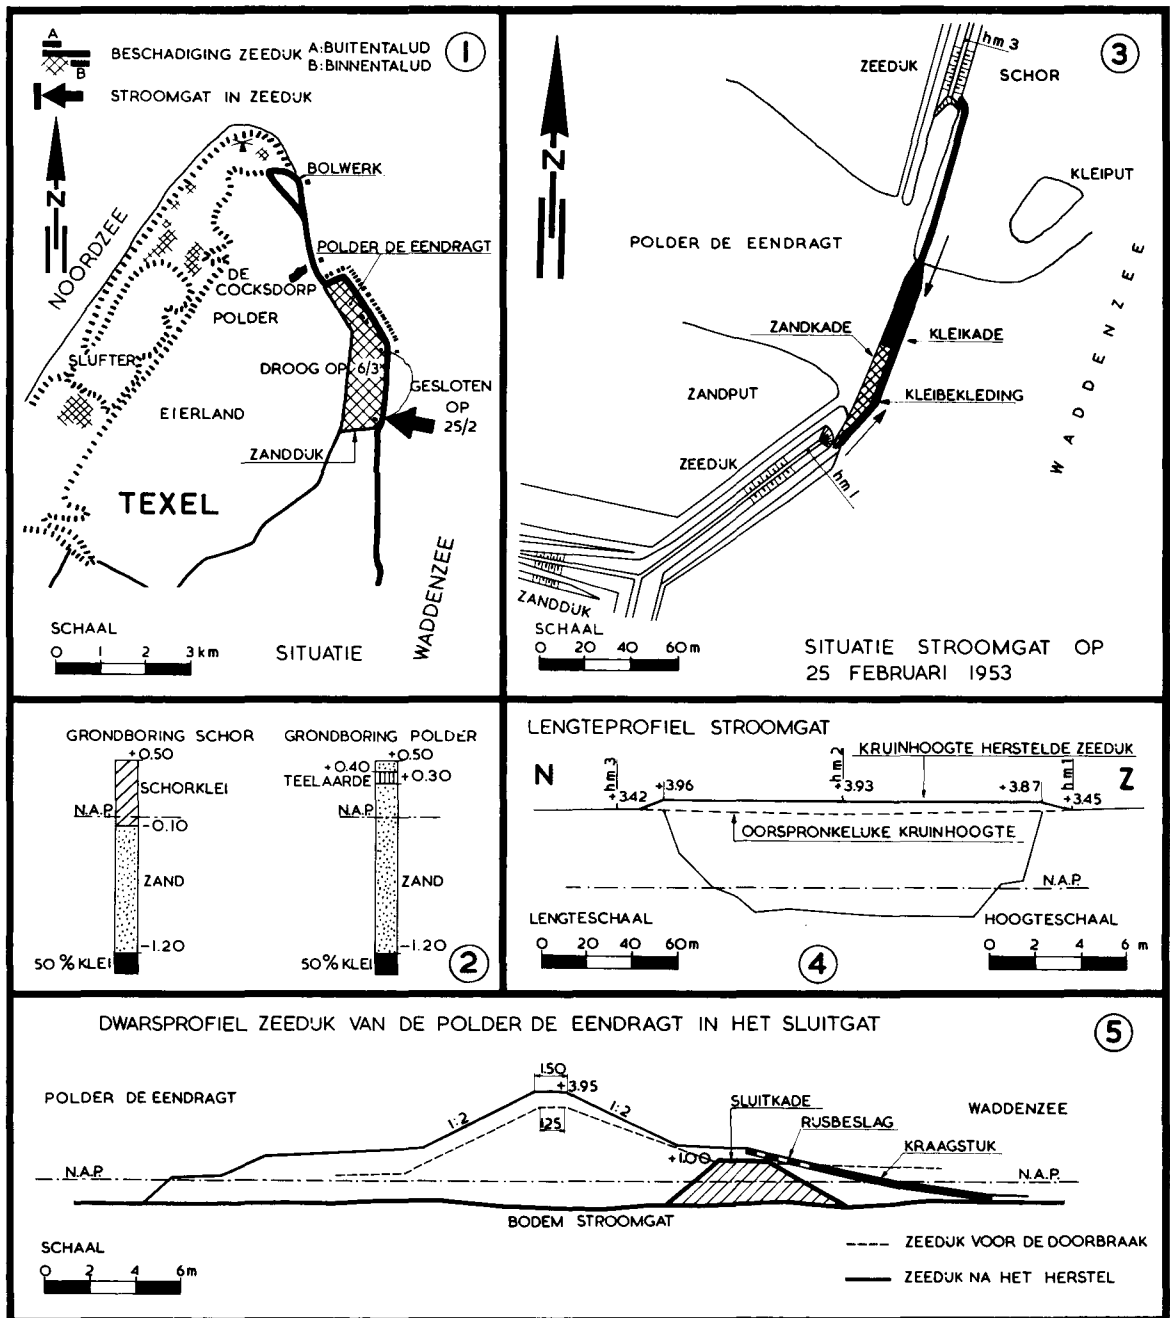 1
A
BESCHADIGING ZEEDIJK A:BUITENTALUD
B B:BINNENTALUD
STROOMGAT IN ZEEDIJK
N
BOLWERK
NOORDZEE
POLDER DE EENDRAGT
DE
COCKSDORP
POLDER
SLUFTER
DROOG OP 6/3
GESLOTEN
OP
25/2
EIERLAND
ZANDDIJK
TEXEL
WADDENZEE
SCHAAL
0 1 2 3 km
SITUATIE
3
hm 3
ZEEDIJK
SCHOR
N
KLEIPUT
POLDER DE EENDRAGT
WADDENZEE
ZANDKADE
KLEIKADE
ZANDPUT
KLEIBEKLEDING
ZEEDIJK
hm 1
ZANDDIJK
SCHAAL
0 20 40 60 m
SITUATIE STROOMGAT OP
25 FEBRUARI 1953
GRONDBORING SCHOR
+0.50
SCHORKLEI
N.A.P.
-0.10
ZAND
-1.20
50 % KLEI
GRONDBORING POLDER
+0.50
+0.40
TEELAARDE +0.30
N.A.P.
ZAND
-1.20
50% KLEI
2
LENGTEPROFIEL STROOMGAT
KRUINHOOGTE HERSTELDE ZEEDIJK
N hm 3 hm 2 hm 1 Z
+3.42 +3.96 +3.93 +3.87 +3.45
OORSPRONKELIJKE KRUINHOOGTE
N.A.P.
LENGTESCHAAL HOOGTESCHAAL
0 20 40 60 m 0 2 4 6 m
4
DWARSPROFIEL ZEEDIJK VAN DE POLDER DE EENDRAGT IN HET SLUITGAT
5
1.50
+3.95
POLDER DE EENDRAGT
1:2 1:2
SLUITKADE
WADDENZEE
1.25
RIJSBESLAG
KRAAGSTUK
+1.00
N.A.P. N.A.P.
BODEM STROOMGAT
ZEEDIJK VOOR DE DOORBRAAK
SCHAAL
0 2 4 6 m
ZEEDIJK NA HET HERSTEL